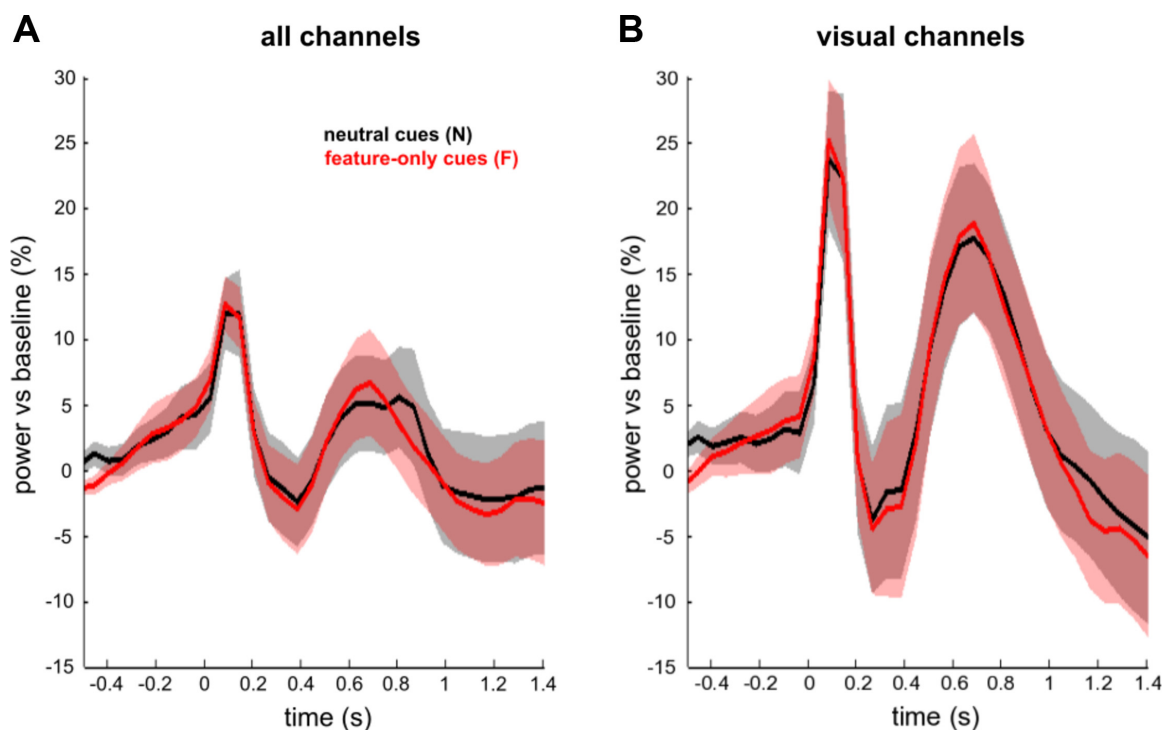 A
all channels
30
25
20
15
10
5
0
-5
-10
-15
power vs baseline (%)
neutral cues (N)
feature-only cues (F)
-0.4 -0.2 0 0.2 0.4 0.6 0.8 1 1.2 1.4
time (s)
B
visual channels
30
25
20
15
10
5
0
-5
-10
-15
power vs baseline (%)
-0.4 -0.2 0 0.2 0.4 0.6 0.8 1 1.2 1.4
time (s)